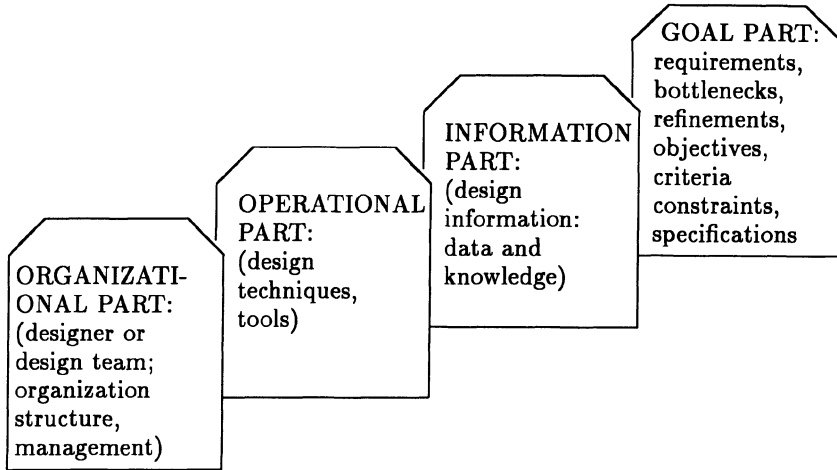 ORGANIZATI-
ONAL PART:
(designer or
design team;
organization
structure,
management)
OPERATIONAL
PART:
(design
techniques,
tools)
INFORMATION
PART:
(design
information:
data and
knowledge)
GOAL PART:
requirements,
bottlenecks,
refinements,
objectives,
criteria
constraints,
specifications